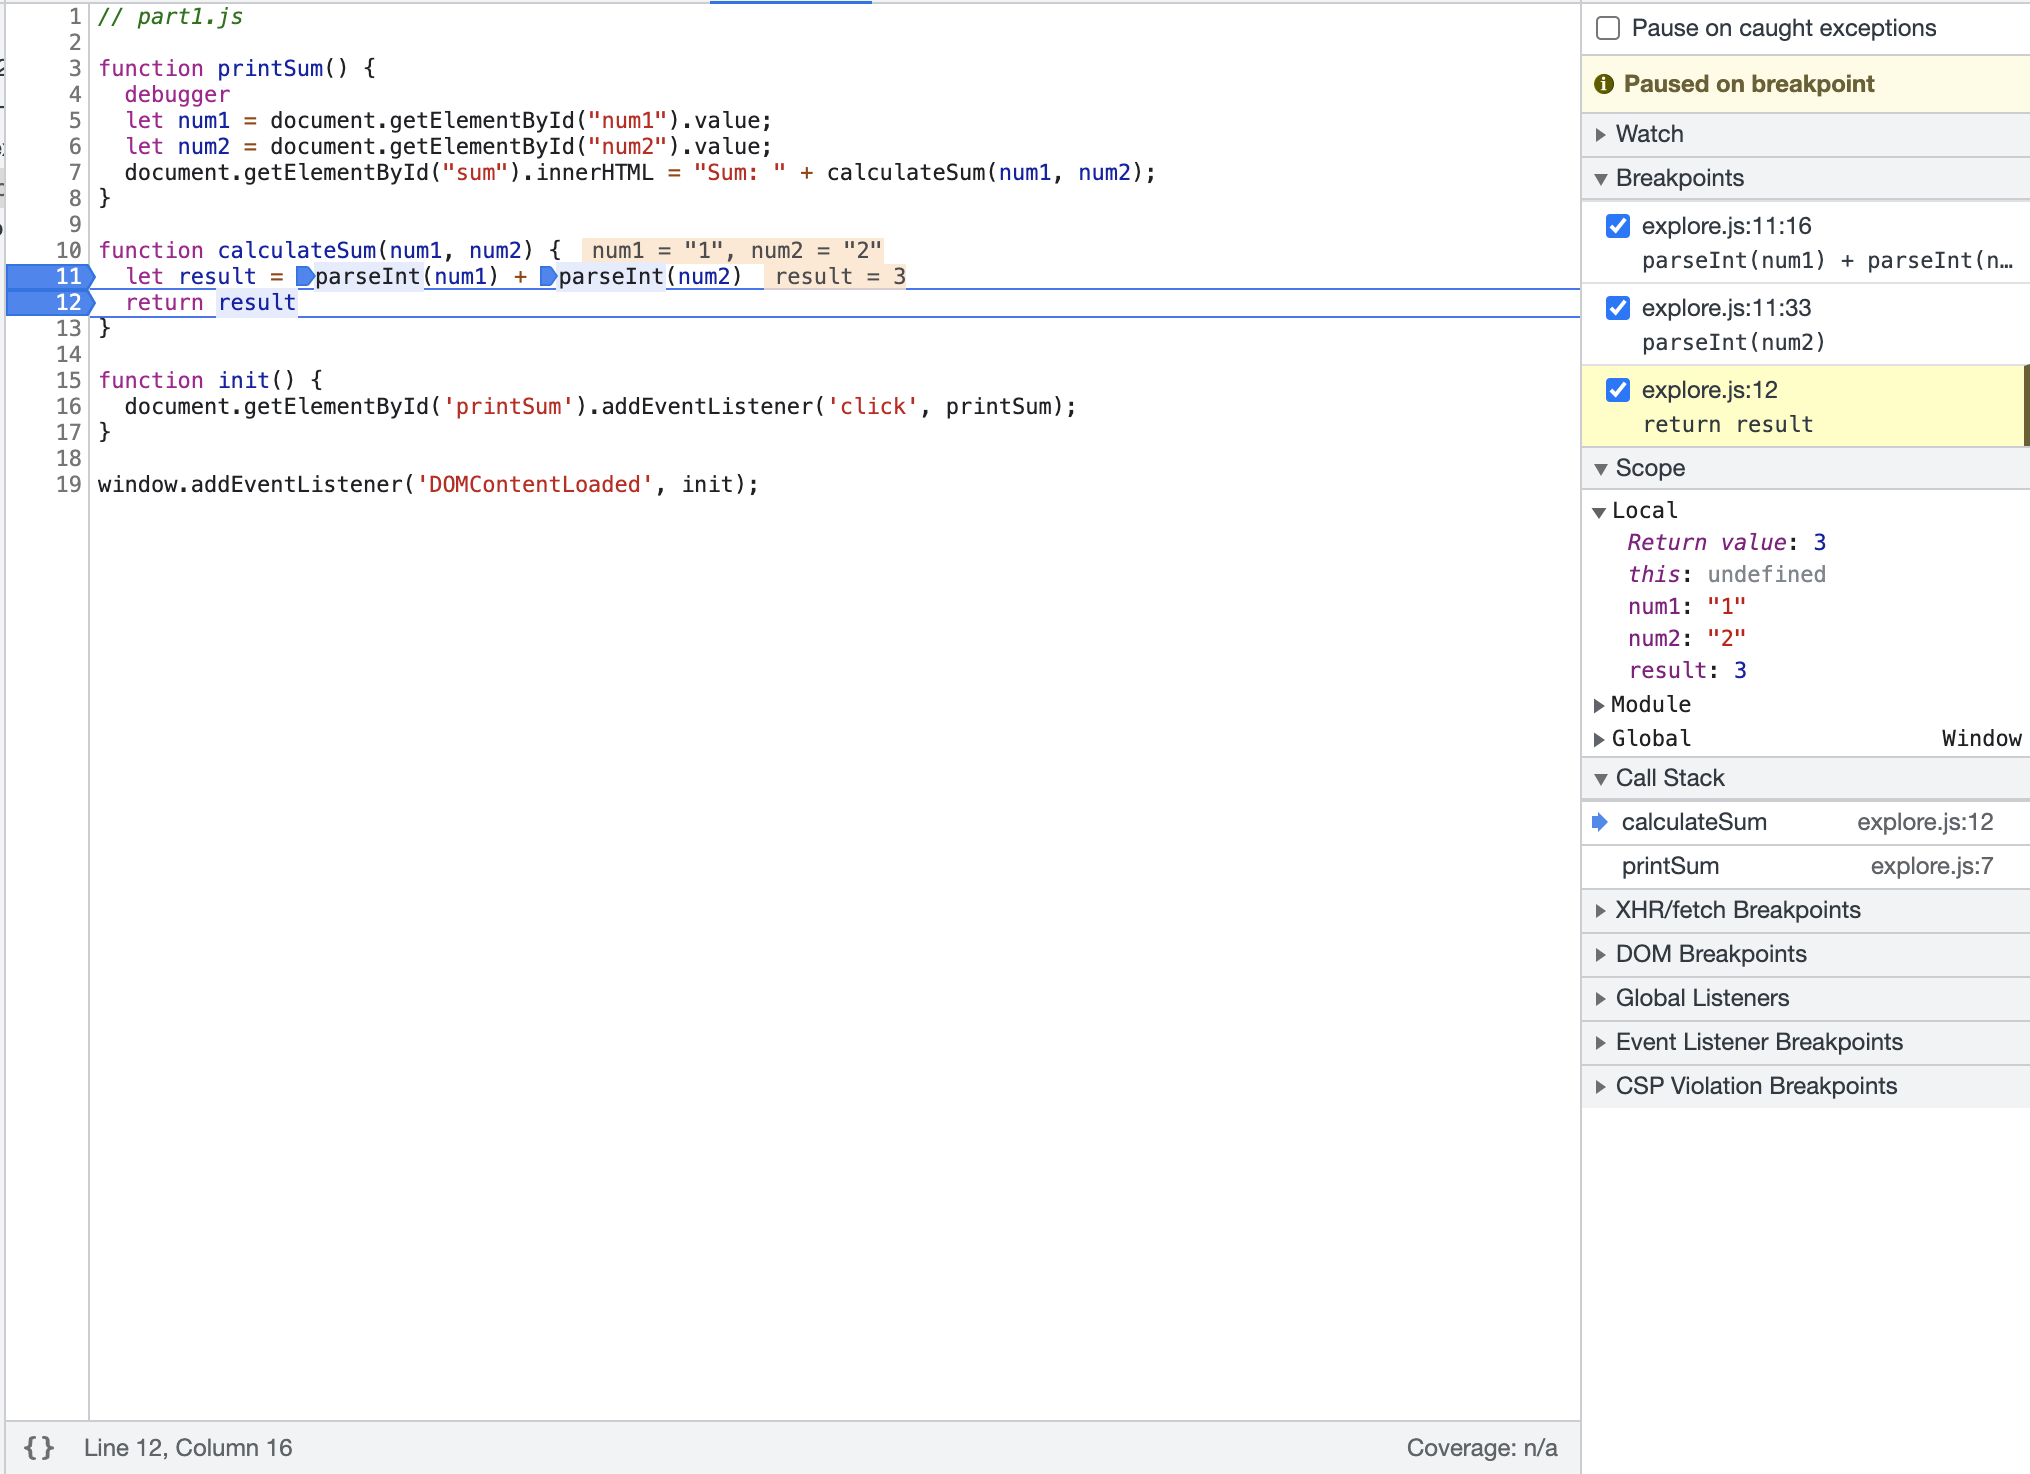 1 // part1.js
2
3 function printSum() {
4 debugger
5 let num1 = document.getElementById("num1").value;
6 let num2 = document.getElementById("num2").value;
7 document.getElementById("sum").innerHTML = "Sum: " + calculateSum(num1, num2);
8 }
9
10 function calculateSum(num1, num2) { num1 = "1", num2 = "2"
11 let result = parseInt(num1) + parseInt(num2) result = 3
12 return result
13 }
14
15 function init() {
16 document.getElementById('printSum').addEventListener('click', printSum);
17 }
18
19 window.addEventListener('DOMContentLoaded', init);
{} Line 12, Column 16
Coverage: n/a
Pause on caught exceptions
Paused on breakpoint
Watch
Breakpoints
explore.js:11:16
parseInt(num1) + parseInt(n…
explore.js:11:33
parseInt(num2)
explore.js:12
return result
Scope
Local
Return value: 3
this: undefined
num1: "1"
num2: "2"
result: 3
Module
Global Window
Call Stack
calculateSum explore.js:12
printSum explore.js:7
XHR/fetch Breakpoints
DOM Breakpoints
Global Listeners
Event Listener Breakpoints
CSP Violation Breakpoints